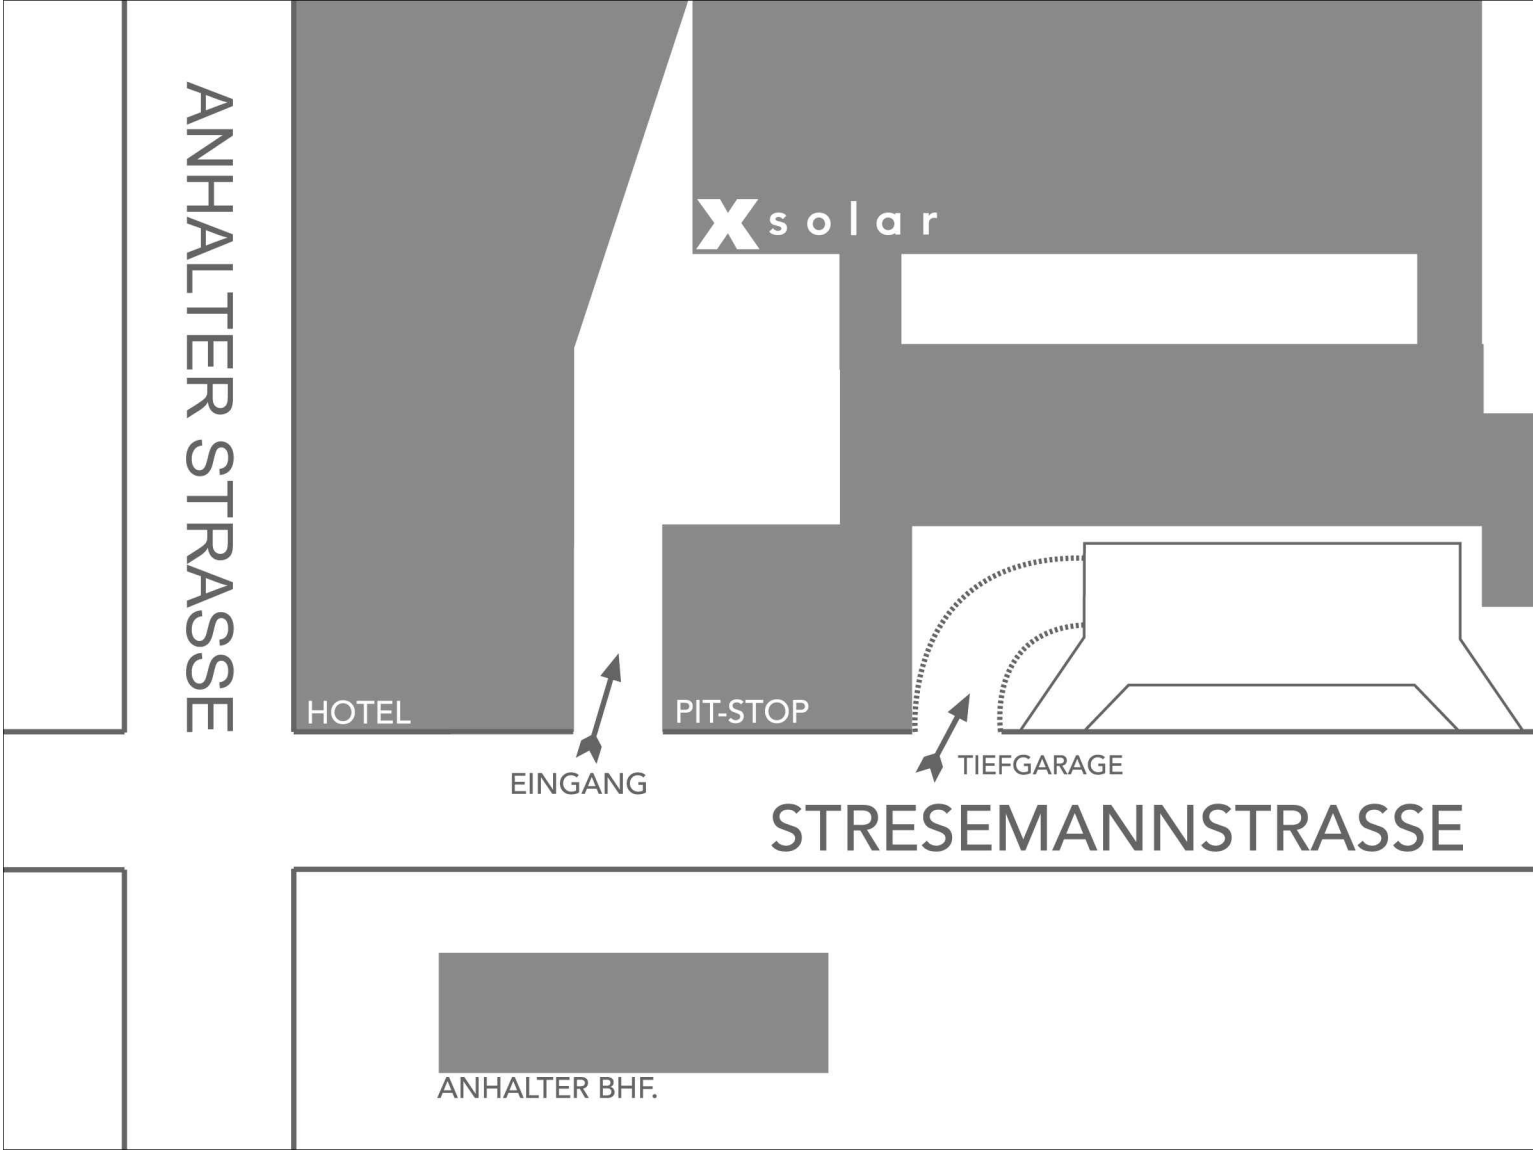 ANHALTER STRASSE
X solar
HOTEL
PIT-STOP
EINGANG
TIEFGARAGE
STRESEMANNSTRASSE
ANHALTER BHF.